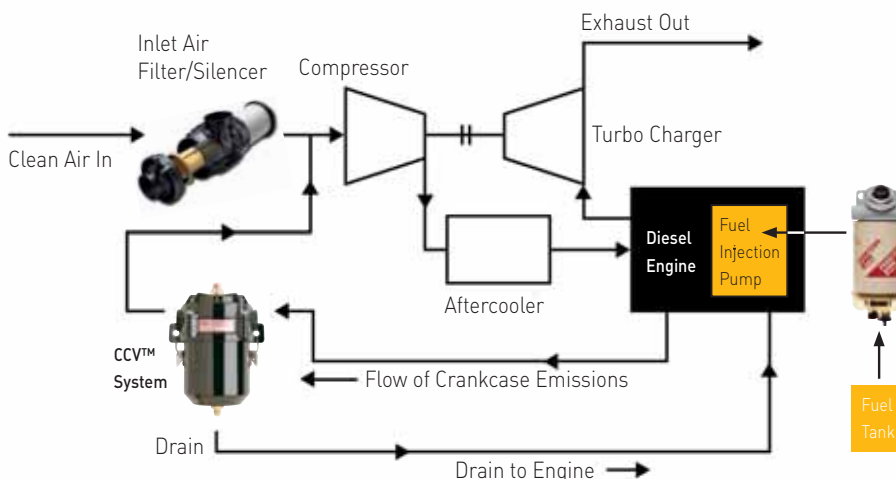 Exhaust Out
Inlet Air
Filter/Silencer
Compressor
Clean Air In
Turbo Charger
Diesel
Engine
Fuel
Injection
Pump
Aftercooler
CCV™
System
Flow of Crankcase Emissions
Fuel
Tank
Drain
Drain to Engine